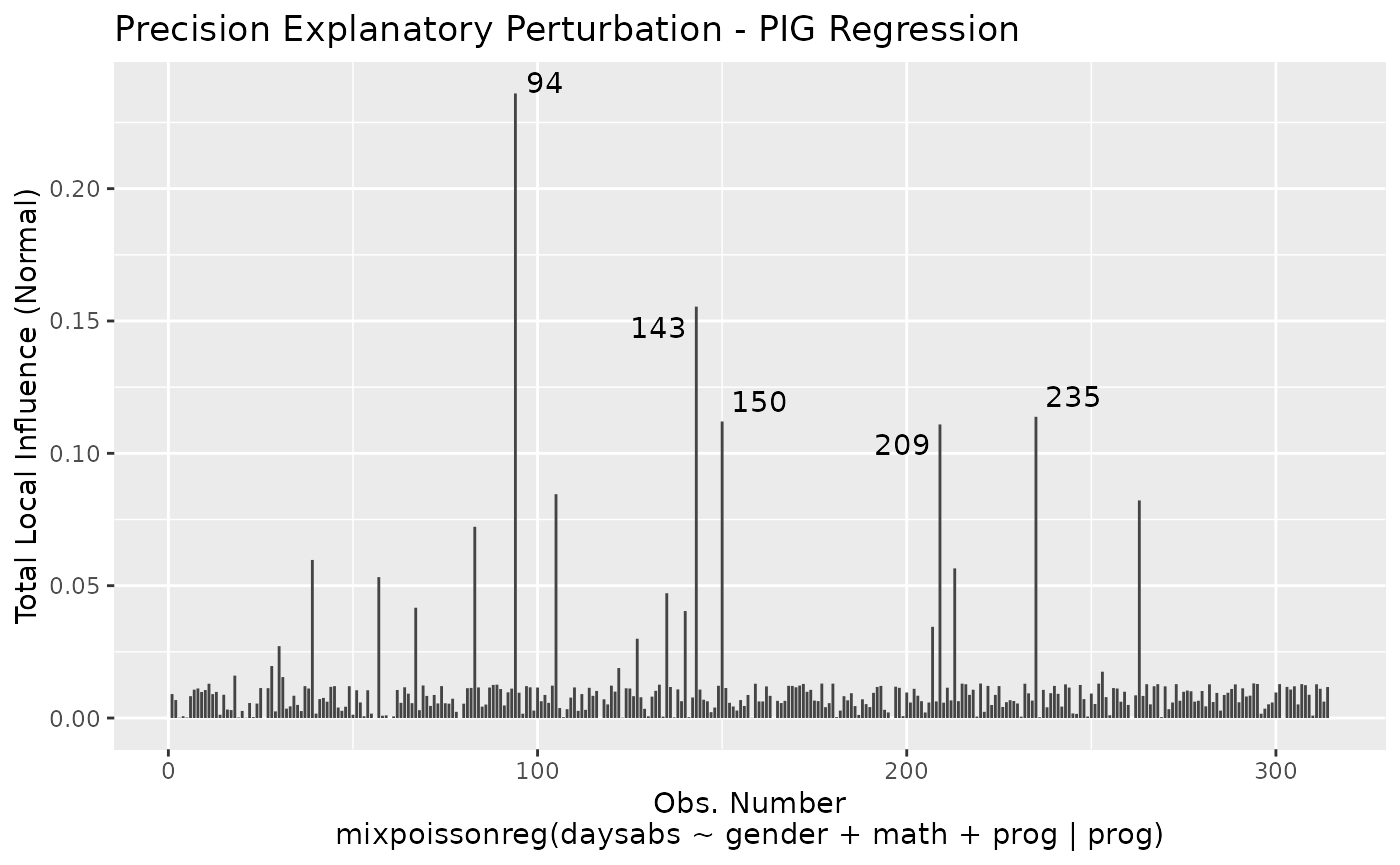 Precision Explanatory Perturbation - PIG Regression
94
0.20
143
0.15
150
235
209
0.10
0.05
0.00
Total Local Influence (Normal)
0 100 200 300
Obs. Number
mixpoissonreg(daysabs ~ gender + math + prog | prog)